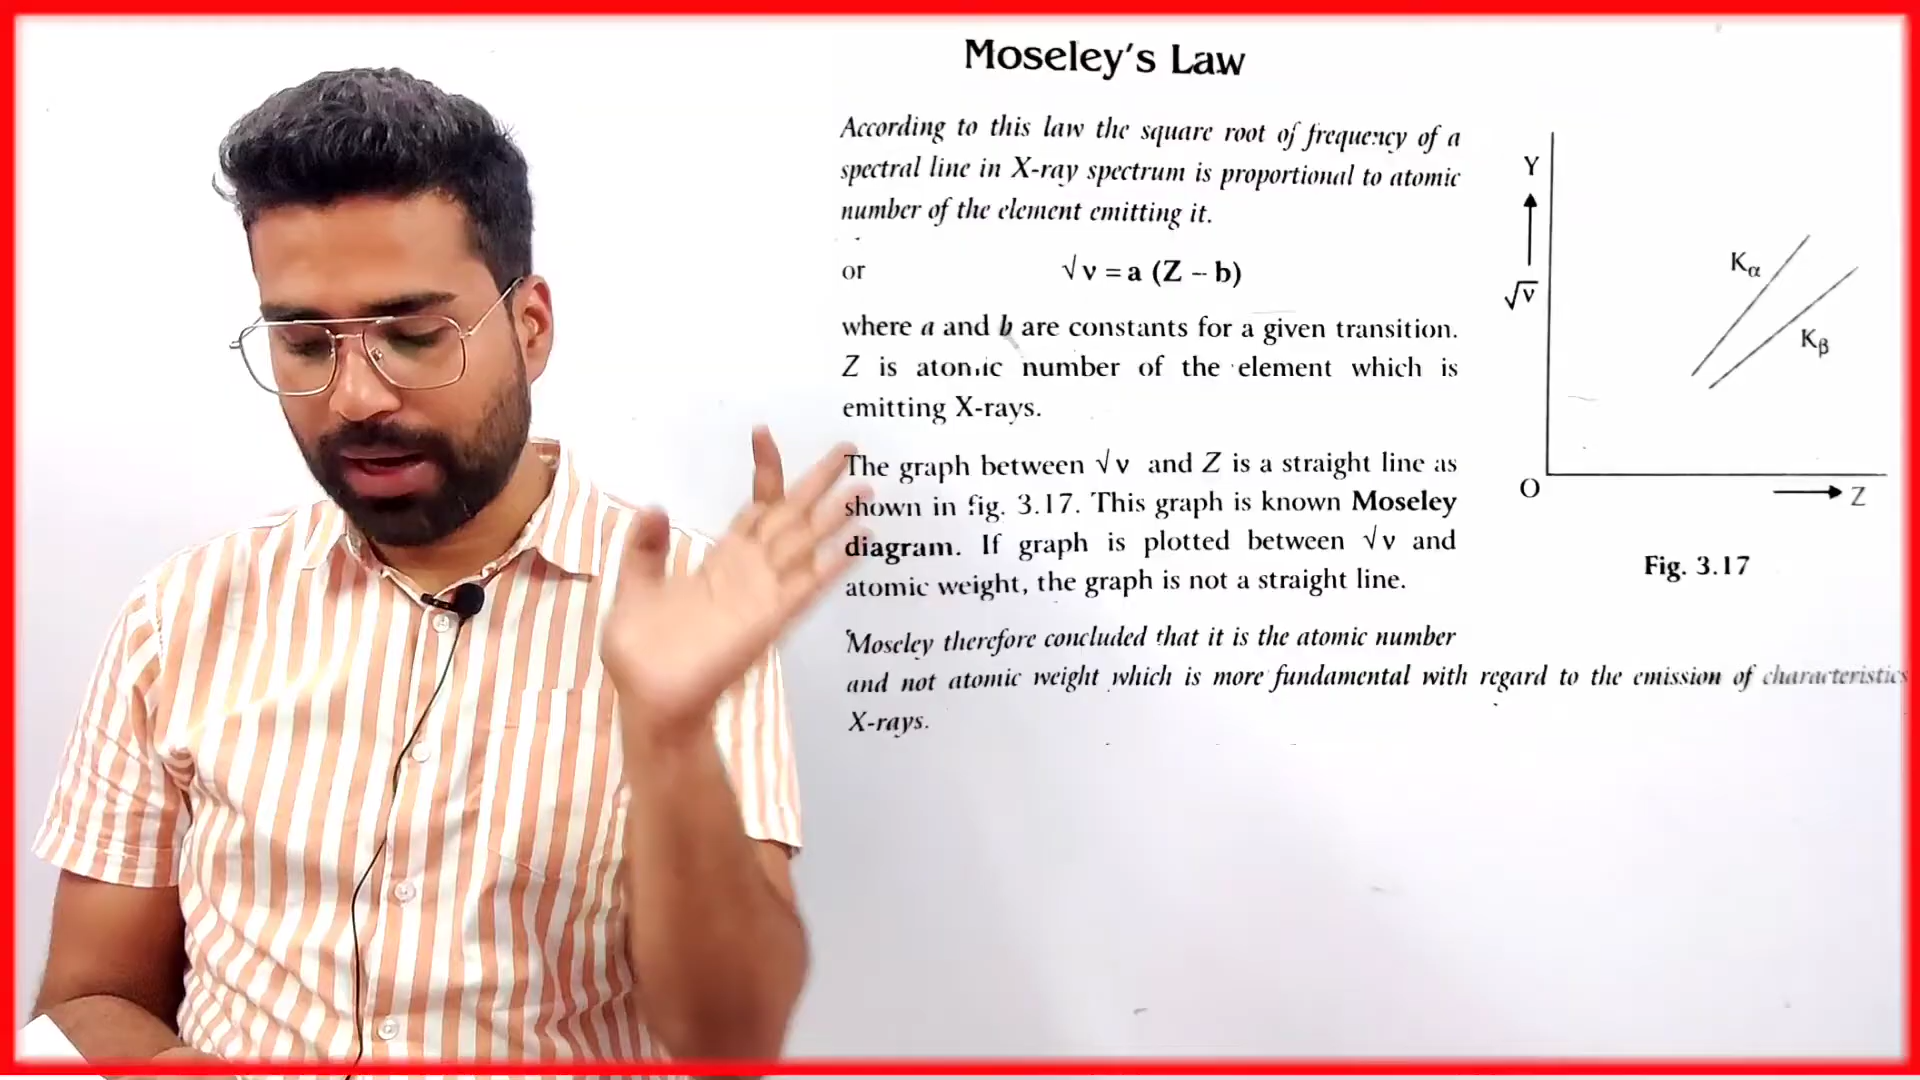 Moseley's Law
According to this law the square root of frequency of a
spectral line in X-ray spectrum is proportional to atomic
number of the element emitting it.
or √ν = a (Z – b)
where a and b are constants for a given transition.
Z is atomic number of the element which is
emitting X-rays.
The graph between √ν and Z is a straight line as
shown in fig. 3.17. This graph is known Moseley
diagram. If graph is plotted between √ν and
atomic weight, the graph is not a straight line.
Moseley therefore concluded that it is the atomic number
and not atomic weight which is more fundamental with regard to the emission of characteristics
X-rays.
Y
√ν
Kα
Kβ
O
Z
Fig. 3.17